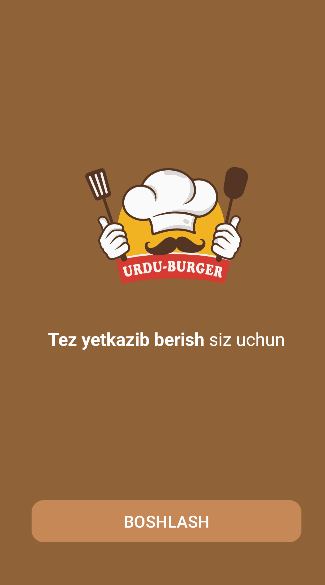 URDU-BURGER
Tez yetkazib berish siz uchun
BOSHLASH